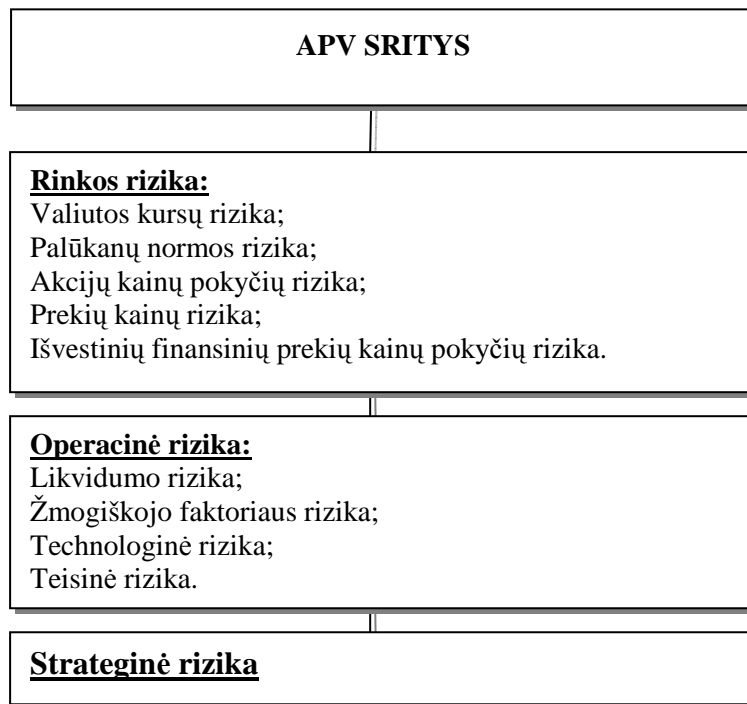 APV SRITYS
Rinkos rizika:
Valiutos kursų rizika;
Palūkanų normos rizika;
Akcijų kainų pokyčių rizika;
Prekių kainų rizika;
Išvestinių finansinių prekių kainų pokyčių rizika.
Operacinė rizika:
Likvidumo rizika;
Žmogiškojo faktoriaus rizika;
Technologinė rizika;
Teisinė rizika.
Strateginė rizika